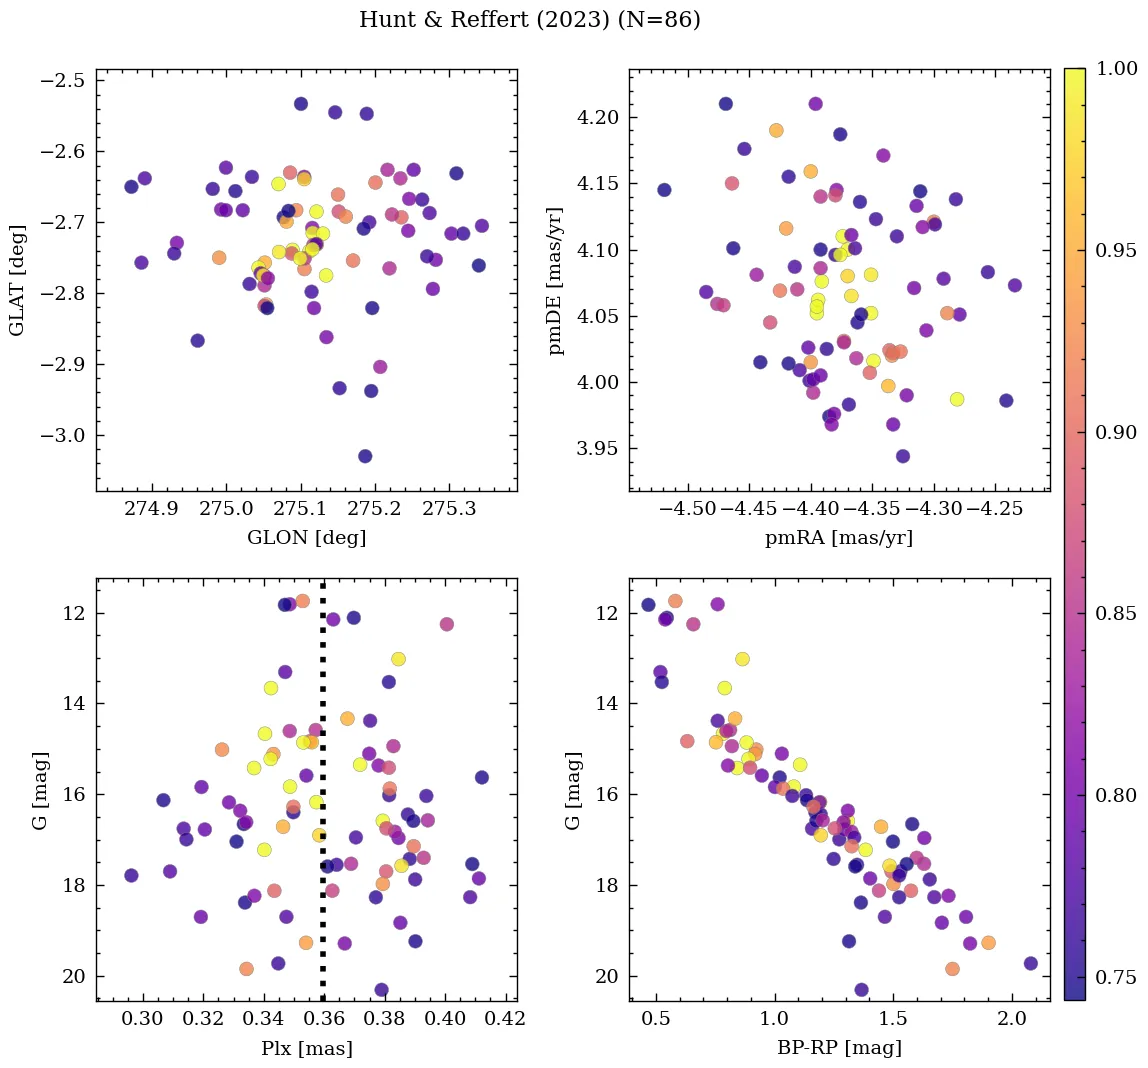 Hunt & Reffert (2023) (N=86)
−2.5
−2.6
−2.7
−2.8
−2.9
−3.0
GLAT [deg]
274.9 275.0 275.1 275.2 275.3
GLON [deg]
4.20
4.15
4.10
4.05
4.00
3.95
pmDE [mas/yr]
−4.50 −4.45 −4.40 −4.35 −4.30 −4.25
pmRA [mas/yr]
12
14
16
18
20
G [mag]
0.30 0.32 0.34 0.36 0.38 0.40 0.42
Plx [mas]
12
14
16
18
20
G [mag]
0.5 1.0 1.5 2.0
BP-RP [mag]
1.00
0.95
0.90
0.85
0.80
0.75